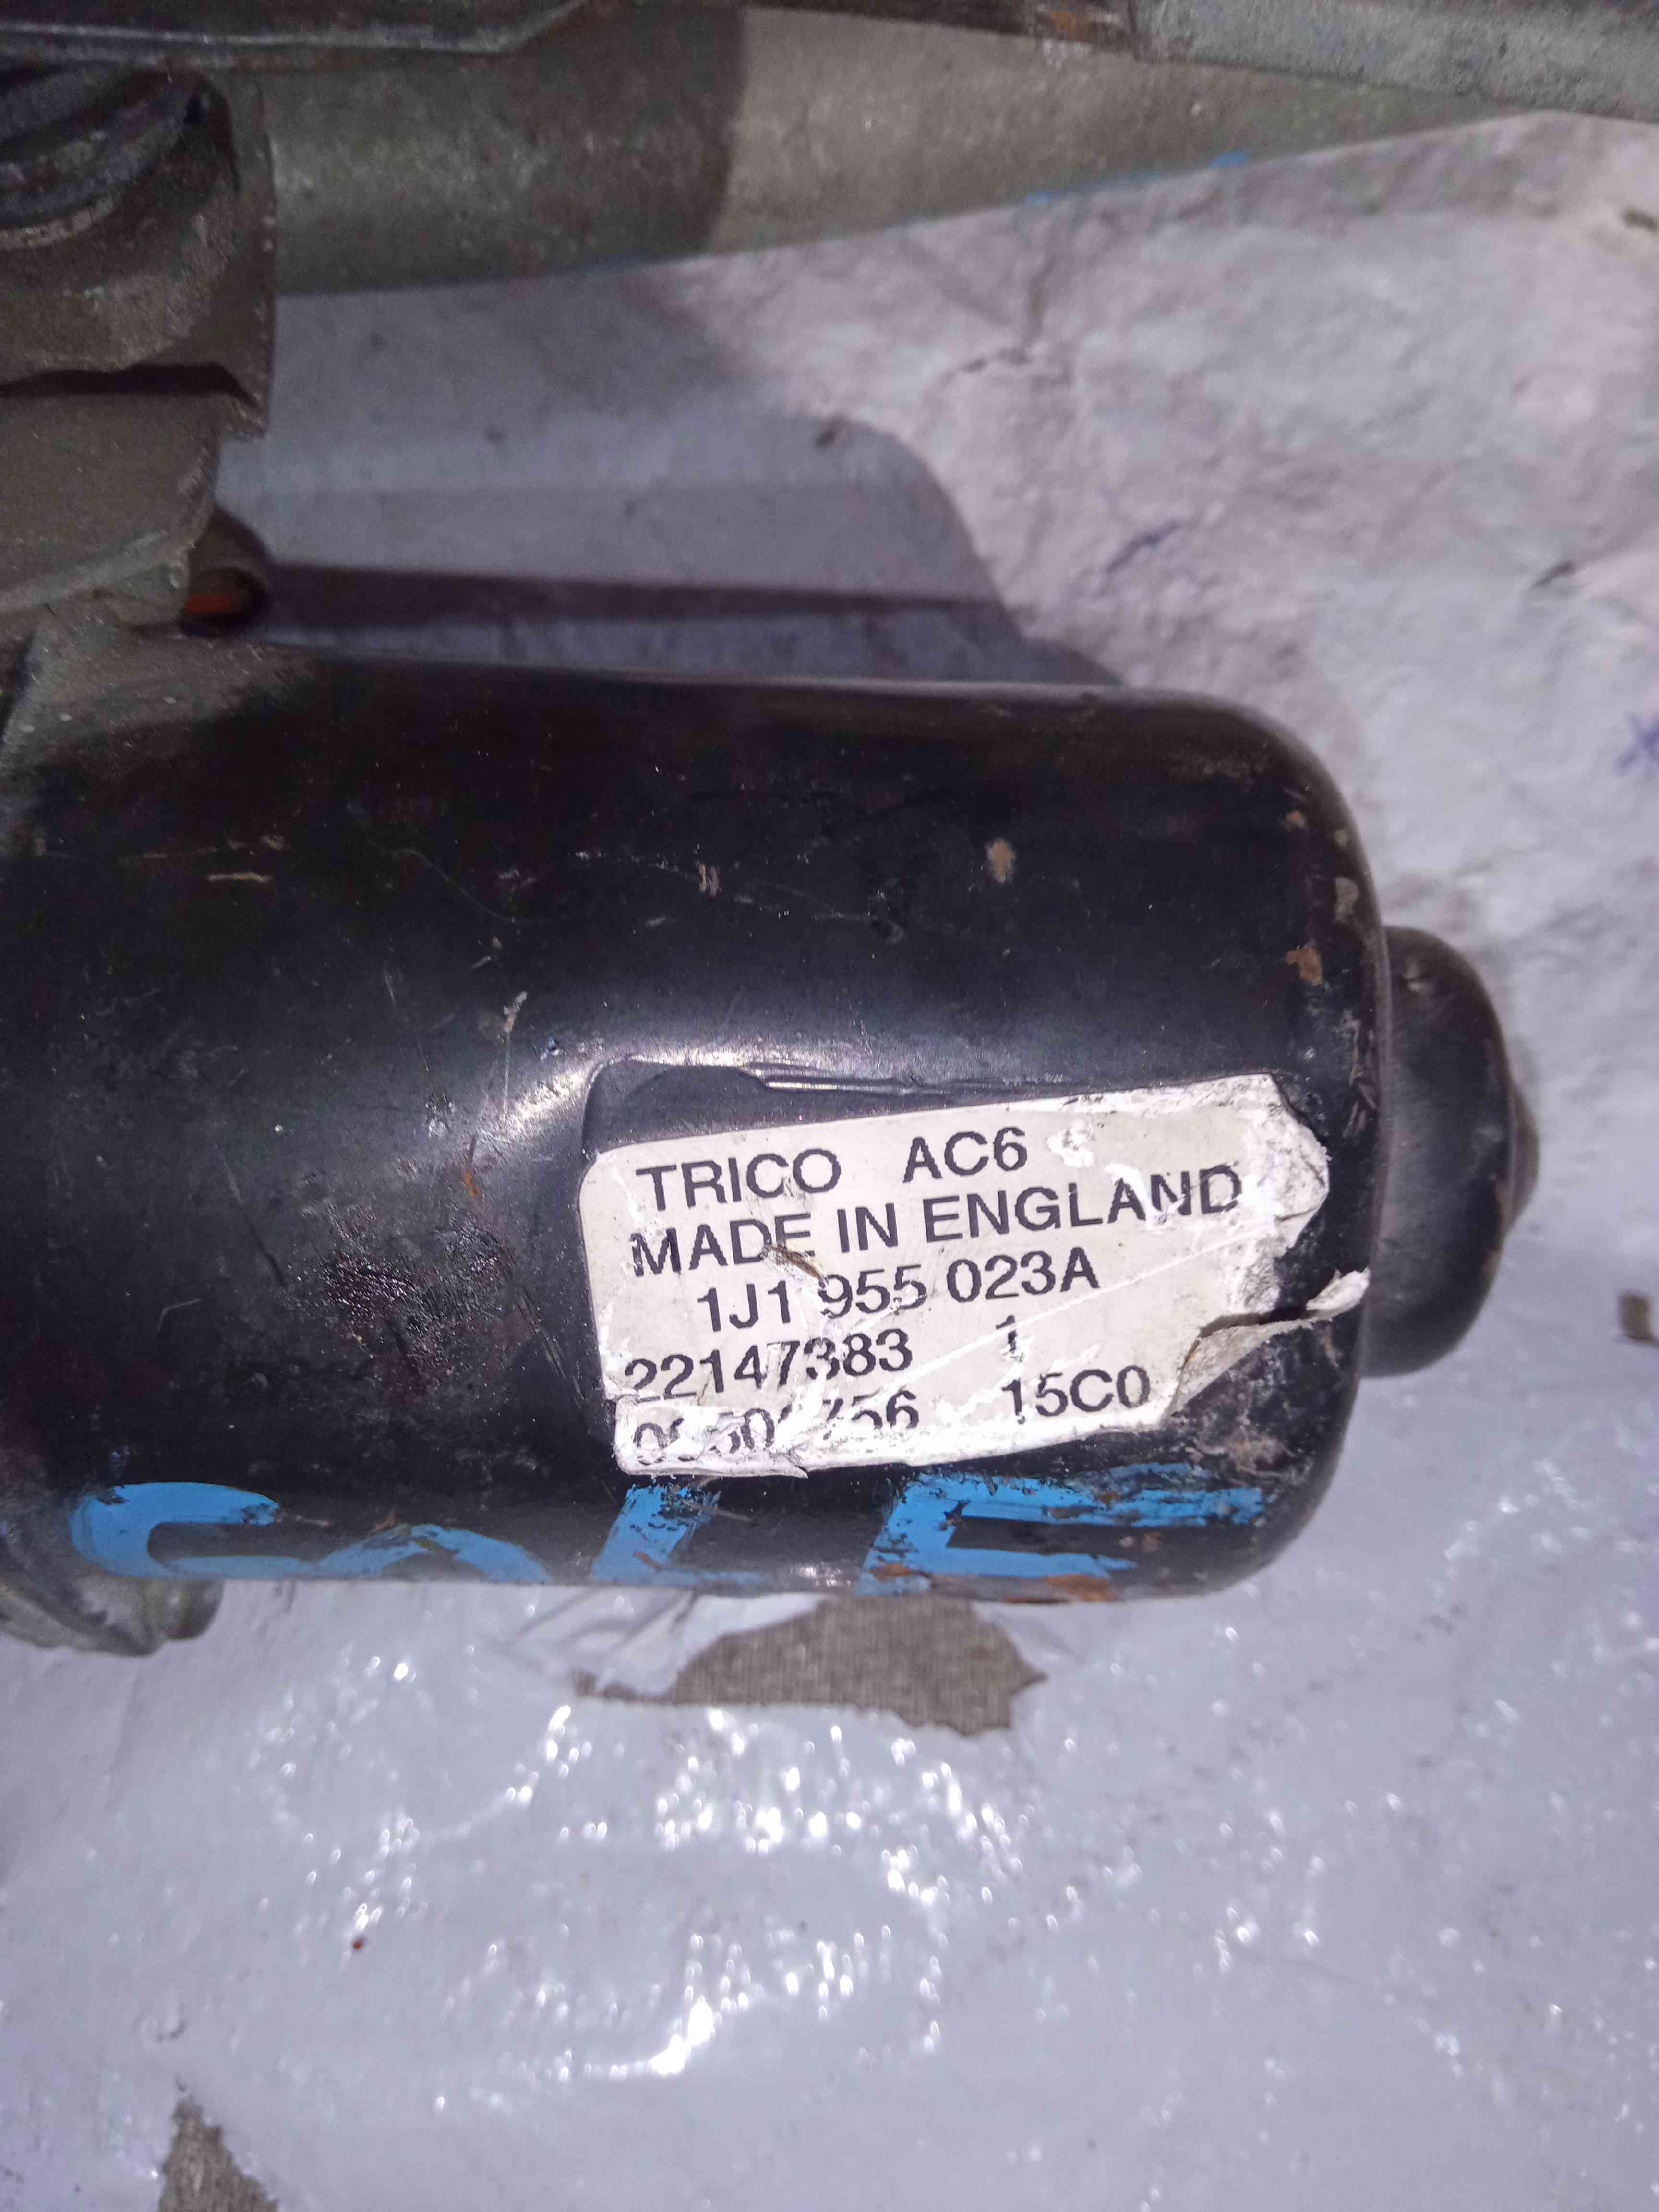 TRICO AC6
MADE IN ENGLAND
1J1 955 023A
22147383 1
15C0